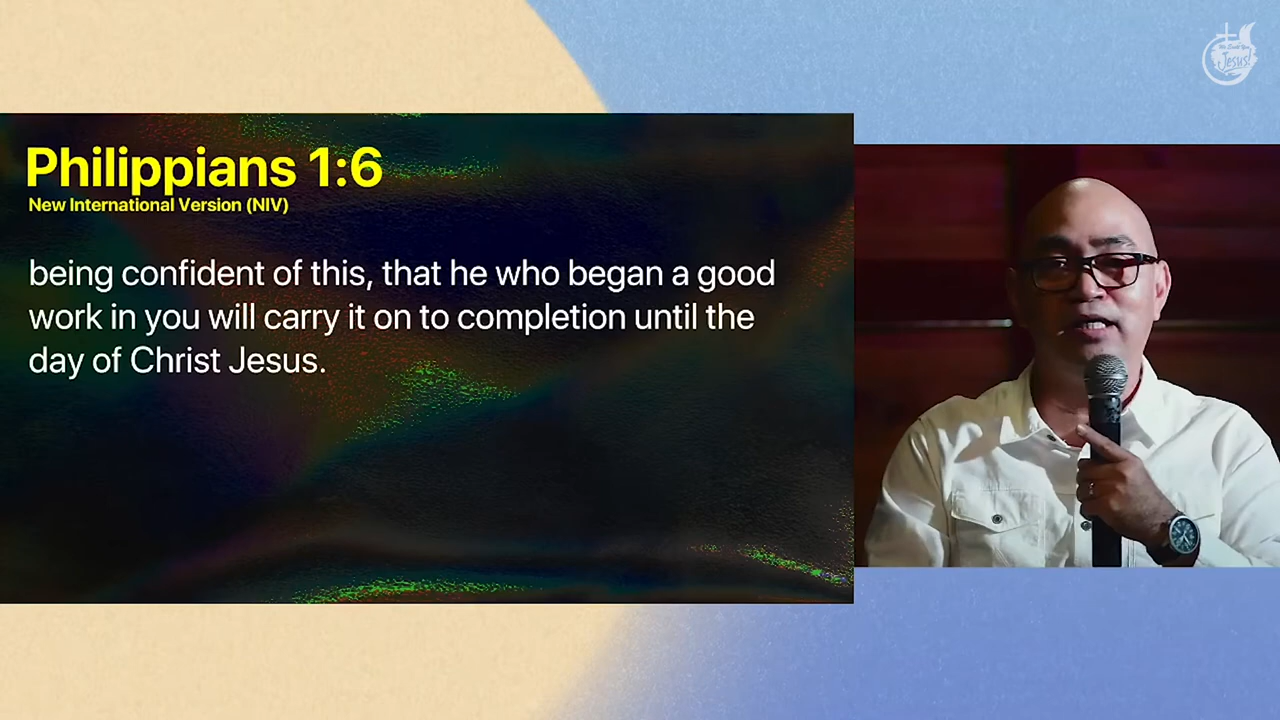 Philippians 1:6
New International Version (NIV)
being confident of this, that he who began a good
work in you will carry it on to completion until the
day of Christ Jesus.
Jesus!